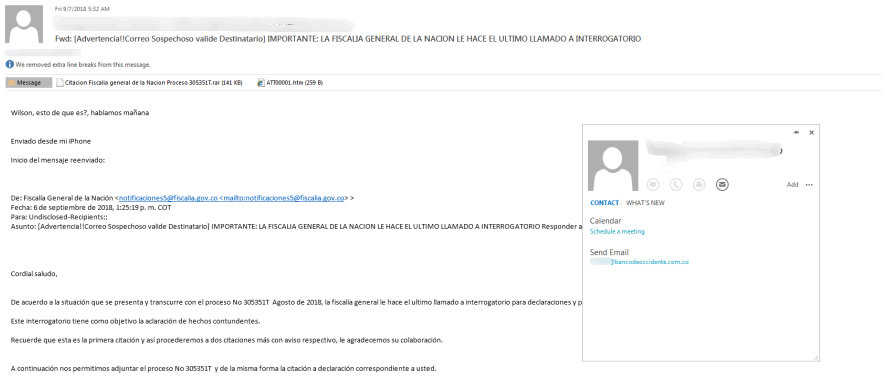 Fri 9/7/2018 5:32 AM
Fwd: [Advertencia!!Correo Sospechoso valide Destinatario] IMPORTANTE: LA FISCALIA GENERAL DE LA NACION LE HACE EL ULTIMO LLAMADO A INTERROGATORIO
We removed extra line breaks from this message.
Message
Citacion Fiscalia general de la Nacion Proceso 305351T.rar (141 KB)
ATT00001.htm (259 B)
Wilson, esto de que es?, hablamos mañana
Enviado desde mi iPhone
Inicio del mensaje reenviado:
De: Fiscalía General de la Nación <notificaciones5@fiscalia.gov.co <mailto:notificaciones5@fiscalia.gov.co> >
Fecha: 6 de septiembre de 2018, 1:25:19 p. m. COT
Para: Undisclosed-Recipients:;
Asunto: [Advertencia!!Correo Sospechoso valide Destinatario] IMPORTANTE: LA FISCALIA GENERAL DE LA NACION LE HACE EL ULTIMO LLAMADO A INTERROGATORIO Responder a
Cordial saludo,
De acuerdo a la situación que se presenta y transcurre con el proceso No 305351T Agosto de 2018, la fiscalía general le hace el ultimo llamado a interrogatorio para declaraciones y p
Este interrogatorio tiene como objetivo la aclaración de hechos contundentes.
Recuerde que esta es la primera citación y así procederemos a dos citaciones más con aviso respectivo, le agradecemos su colaboración.
A continuación nos permitimos adjuntar el proceso No 305351T y de la misma forma la citación a declaración correspondiente a usted.
Add
CONTACT WHAT'S NEW
Calendar
Schedule a meeting
Send Email
@bancodeoccidente.com.co